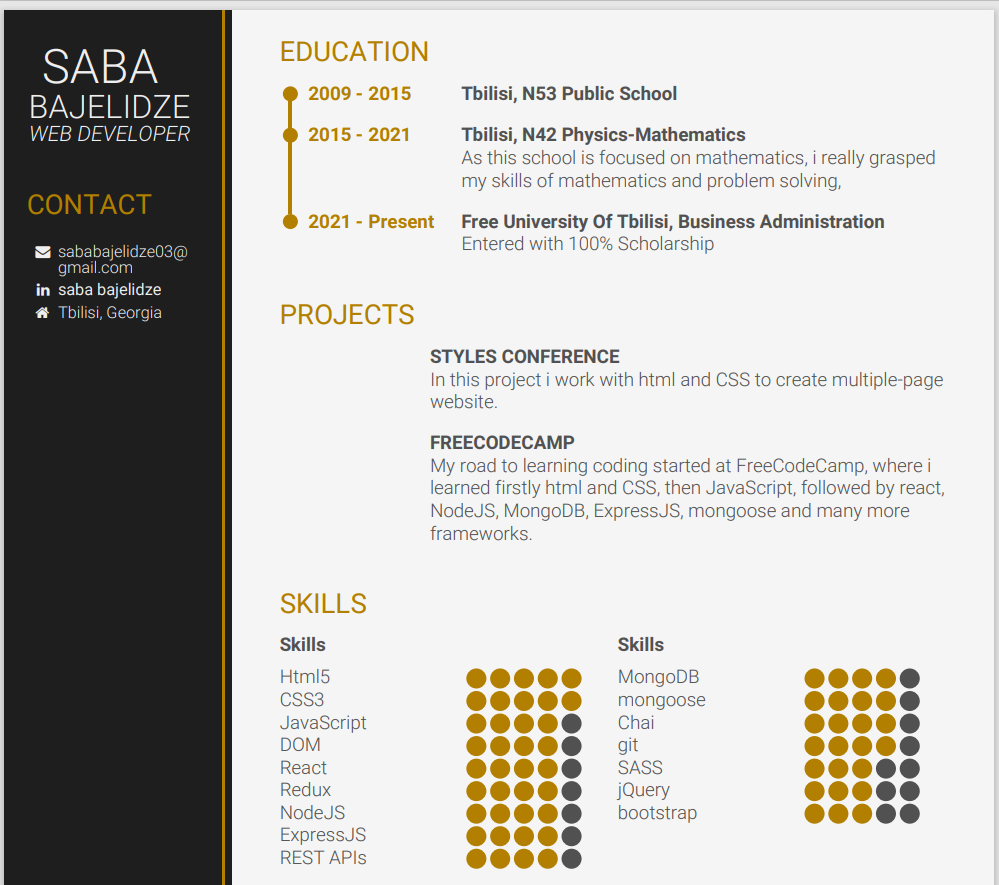 SABA
BAJELIDZE
WEB DEVELOPER
CONTACT
sababajelidze03@
gmail.com
in saba bajelidze
Tbilisi, Georgia
EDUCATION
2009 - 2015 Tbilisi, N53 Public School
2015 - 2021 Tbilisi, N42 Physics-Mathematics
As this school is focused on mathematics, i really grasped
my skills of mathematics and problem solving,
2021 - Present Free University Of Tbilisi, Business Administration
Entered with 100% Scholarship
PROJECTS
STYLES CONFERENCE
In this project i work with html and CSS to create multiple-page
website.
FREECODECAMP
My road to learning coding started at FreeCodeCamp, where i
learned firstly html and CSS, then JavaScript, followed by react,
NodeJS, MongoDB, ExpressJS, mongoose and many more
frameworks.
SKILLS
Skills
Html5
CSS3
JavaScript
DOM
React
Redux
NodeJS
ExpressJS
REST APIs
Skills
MongoDB
mongoose
Chai
git
SASS
jQuery
bootstrap